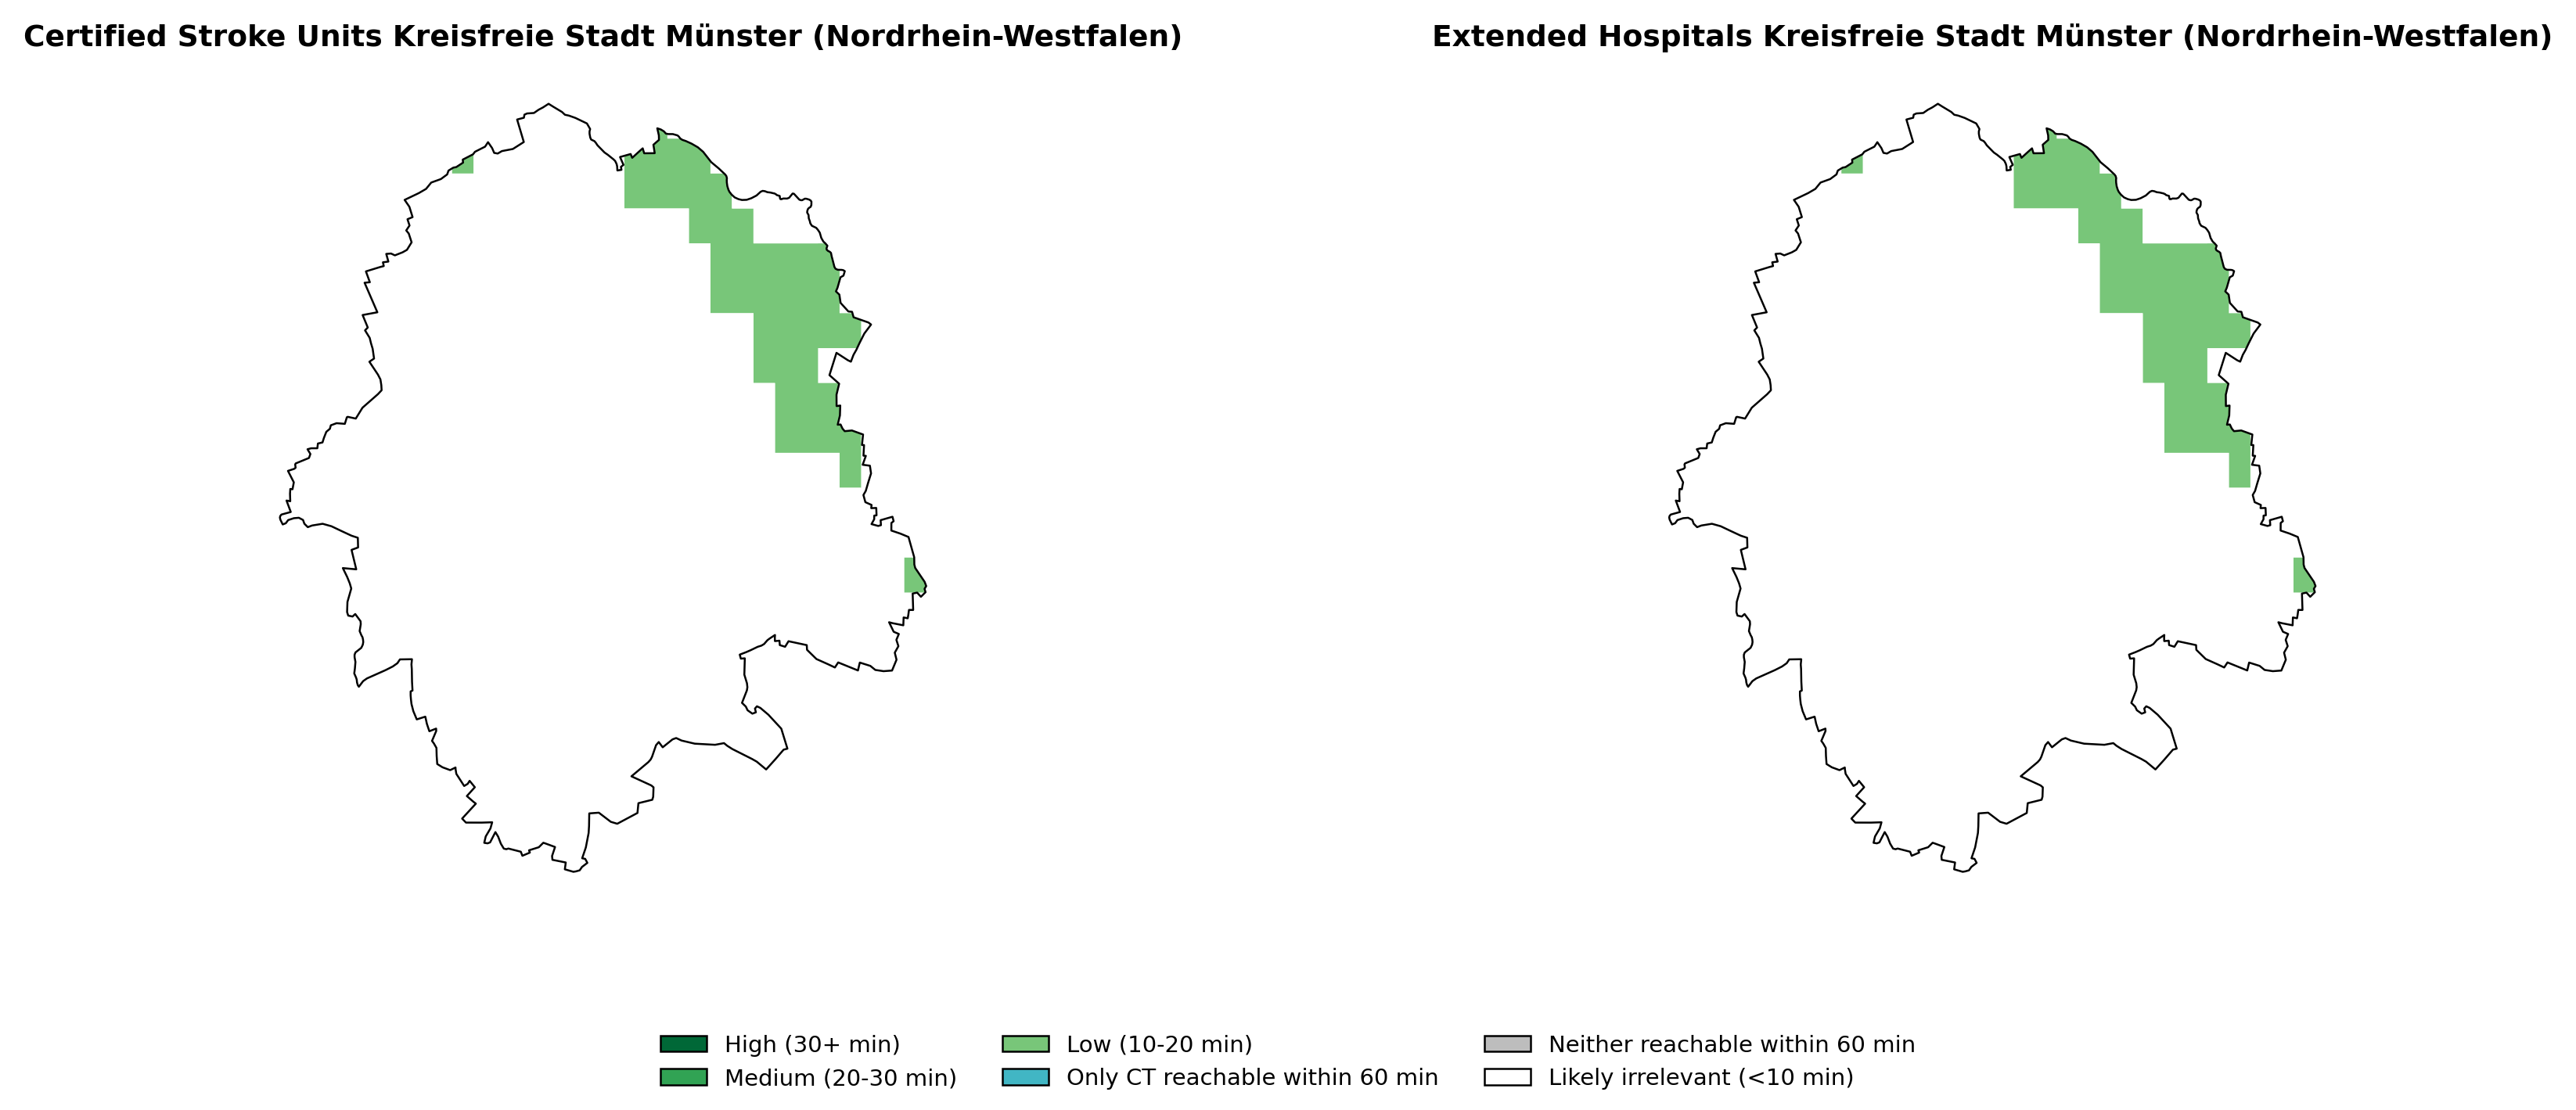 Certified Stroke Units Kreisfreie Stadt Münster (Nordrhein-Westfalen)
Extended Hospitals Kreisfreie Stadt Münster (Nordrhein-Westfalen)
High (30+ min)
Medium (20-30 min)
Low (10-20 min)
Only CT reachable within 60 min
Neither reachable within 60 min
Likely irrelevant (<10 min)